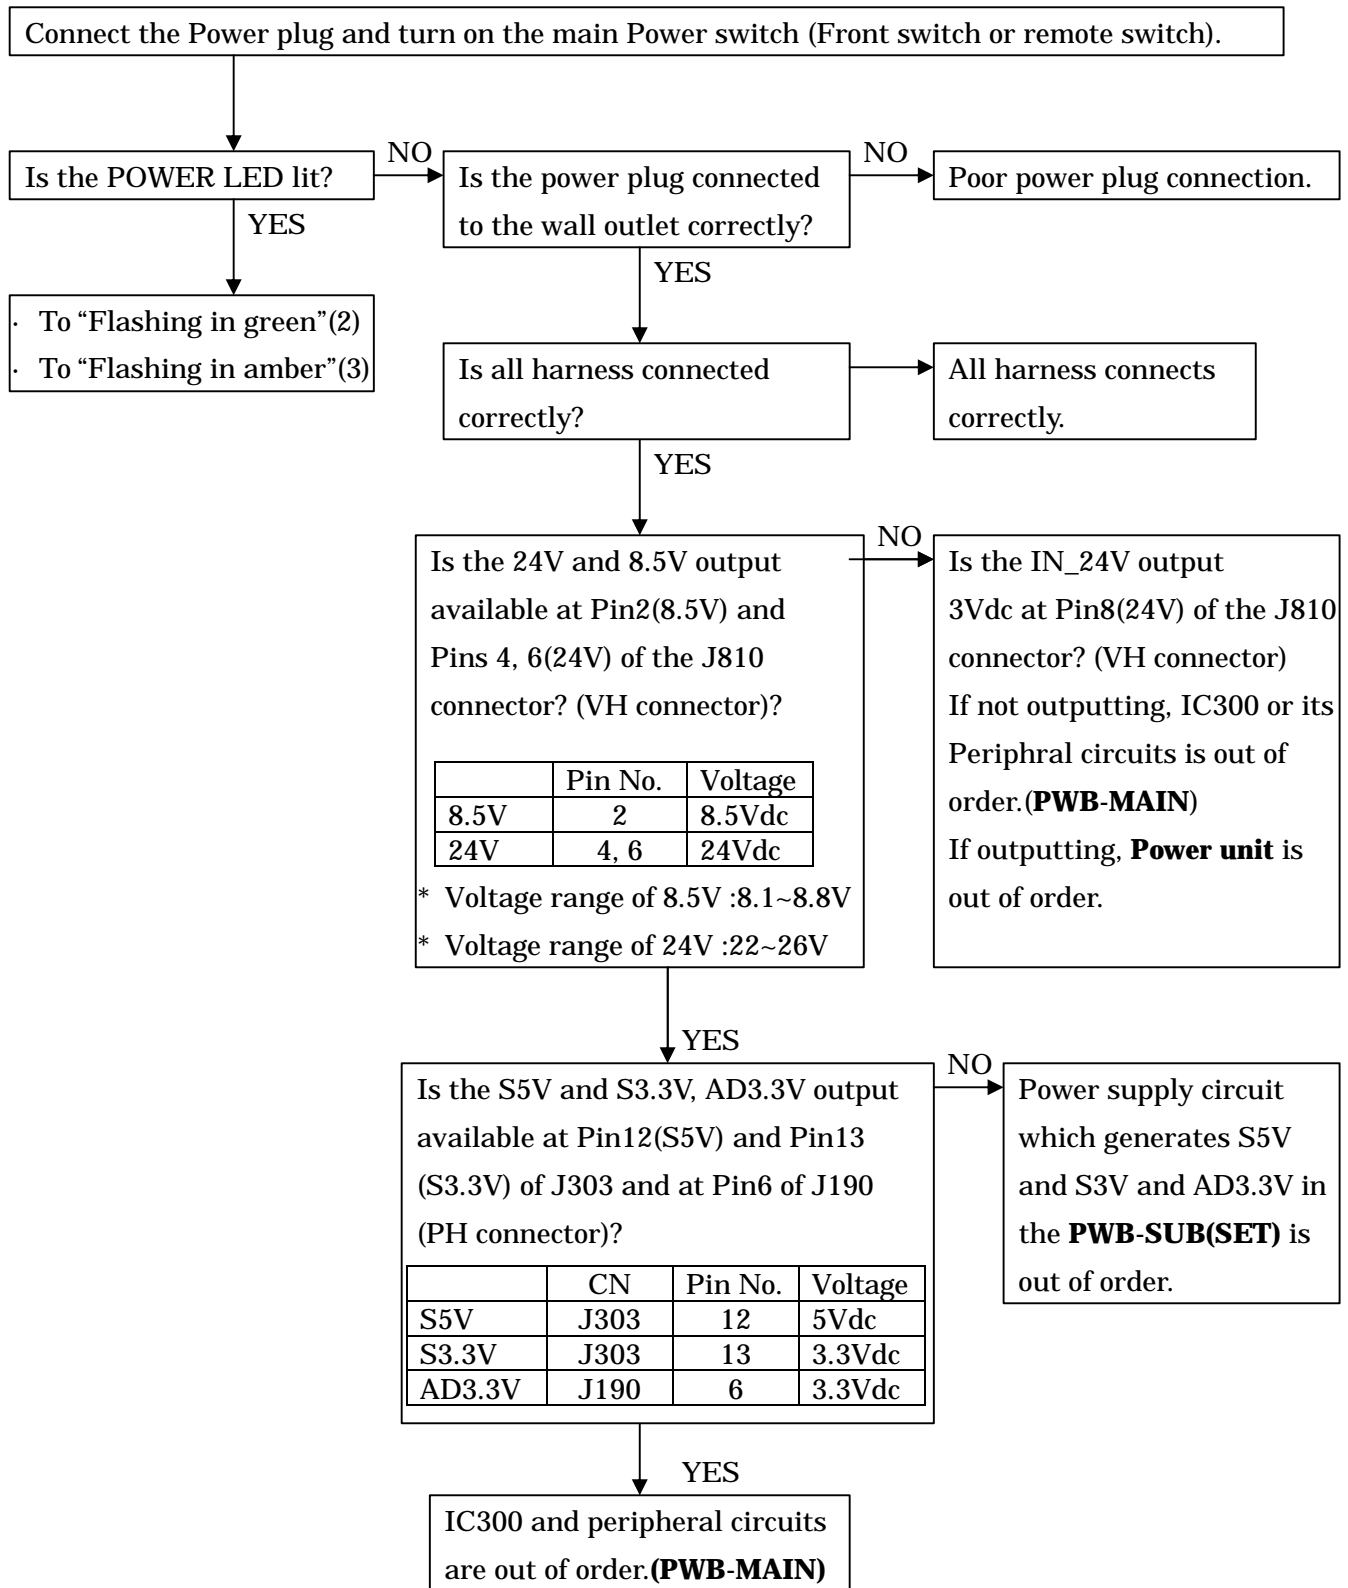 Connect the Power plug and turn on the main Power switch (Front switch or remote switch).
Is the POWER LED lit?
NO
Is the power plug connected
to the wall outlet correctly?
NO
Poor power plug connection.
YES
· To “Flashing in green”(2)
· To “Flashing in amber”(3)
YES
Is all harness connected
correctly?
All harness connects
correctly.
YES
Is the 24V and 8.5V output
available at Pin2(8.5V) and
Pins 4, 6(24V) of the J810
connector? (VH connector)?
Pin No. Voltage
8.5V 2 8.5Vdc
24V 4, 6 24Vdc
* Voltage range of 8.5V :8.1~8.8V
* Voltage range of 24V :22~26V
NO
Is the IN_24V output
3Vdc at Pin8(24V) of the J810
connector? (VH connector)
If not outputting, IC300 or its
Periphral circuits is out of
order.(PWB-MAIN)
If outputting, Power unit is
out of order.
YES
Is the S5V and S3.3V, AD3.3V output
available at Pin12(S5V) and Pin13
(S3.3V) of J303 and at Pin6 of J190
(PH connector)?
CN Pin No. Voltage
S5V J303 12 5Vdc
S3.3V J303 13 3.3Vdc
AD3.3V J190 6 3.3Vdc
NO
Power supply circuit
which generates S5V
and S3V and AD3.3V in
the PWB-SUB(SET) is
out of order.
YES
IC300 and peripheral circuits
are out of order.(PWB-MAIN)